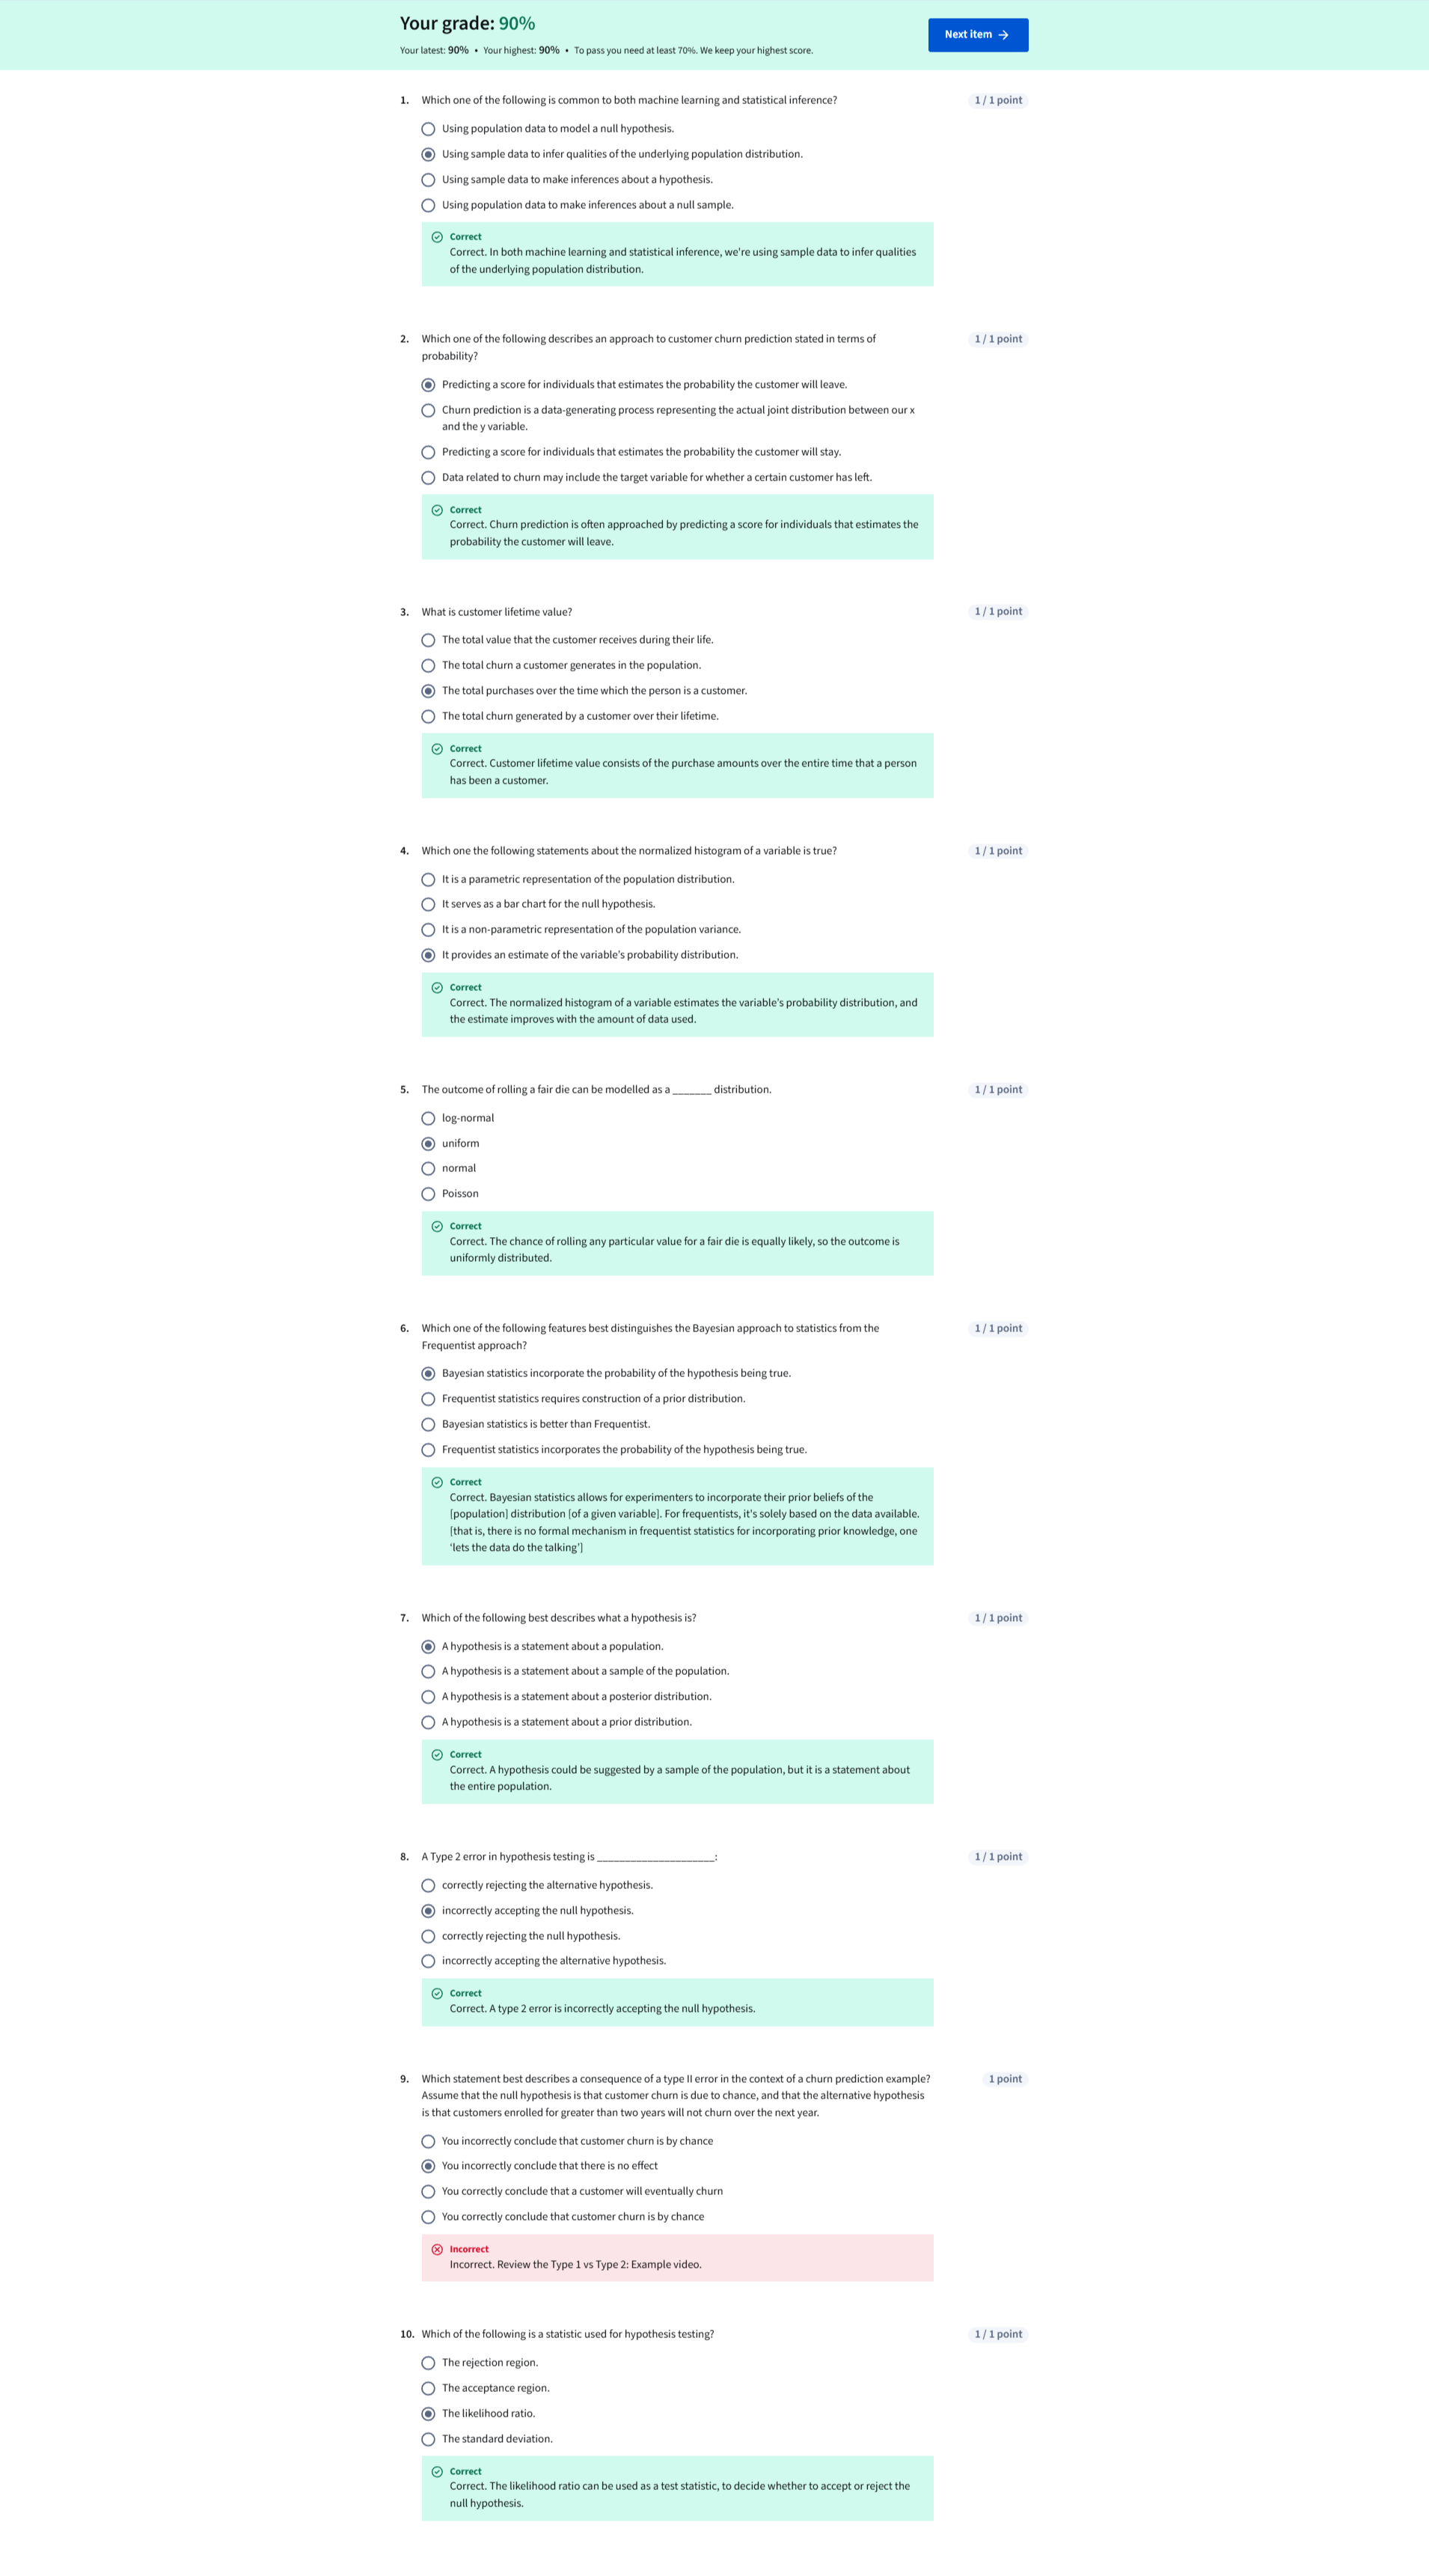 Your grade: 90%
Next item →
Your latest: 90% • Your highest: 90% • To pass you need at least 70%. We keep your highest score.
1. Which one of the following is common to both machine learning and statistical inference? 1 / 1 point
Using population data to model a null hypothesis.
Using sample data to infer qualities of the underlying population distribution.
Using sample data to make inferences about a hypothesis.
Using population data to make inferences about a null sample.
Correct
Correct. In both machine learning and statistical inference, we're using sample data to infer qualities
of the underlying population distribution.
2. Which one of the following describes an approach to customer churn prediction stated in terms of 1 / 1 point
probability?
Predicting a score for individuals that estimates the probability the customer will leave.
Churn prediction is a data-generating process representing the actual joint distribution between our x
and the y variable.
Predicting a score for individuals that estimates the probability the customer will stay.
Data related to churn may include the target variable for whether a certain customer has left.
Correct
Correct. Churn prediction is often approached by predicting a score for individuals that estimates the
probability the customer will leave.
3. What is customer lifetime value? 1 / 1 point
The total value that the customer receives during their life.
The total churn a customer generates in the population.
The total purchases over the time which the person is a customer.
The total churn generated by a customer over their lifetime.
Correct
Correct. Customer lifetime value consists of the purchase amounts over the entire time that a person
has been a customer.
4. Which one the following statements about the normalized histogram of a variable is true? 1 / 1 point
It is a parametric representation of the population distribution.
It serves as a bar chart for the null hypothesis.
It is a non-parametric representation of the population variance.
It provides an estimate of the variable's probability distribution.
Correct
Correct. The normalized histogram of a variable estimates the variable's probability distribution, and
the estimate improves with the amount of data used.
5. The outcome of rolling a fair die can be modelled as a _______ distribution. 1 / 1 point
log-normal
uniform
normal
Poisson
Correct
Correct. The chance of rolling any particular value for a fair die is equally likely, so the outcome is
uniformly distributed.
6. Which one of the following features best distinguishes the Bayesian approach to statistics from the 1 / 1 point
Frequentist approach?
Bayesian statistics incorporate the probability of the hypothesis being true.
Frequentist statistics requires construction of a prior distribution.
Bayesian statistics is better than Frequentist.
Frequentist statistics incorporates the probability of the hypothesis being true.
Correct
Correct. Bayesian statistics allows for experimenters to incorporate their prior beliefs of the
[population] distribution [of a given variable]. For frequentists, it's solely based on the data available.
[that is, there is no formal mechanism in frequentist statistics for incorporating prior knowledge, one
‘lets the data do the talking’]
7. Which of the following best describes what a hypothesis is? 1 / 1 point
A hypothesis is a statement about a population.
A hypothesis is a statement about a sample of the population.
A hypothesis is a statement about a posterior distribution.
A hypothesis is a statement about a prior distribution.
Correct
Correct. A hypothesis could be suggested by a sample of the population, but it is a statement about
the entire population.
8. A Type 2 error in hypothesis testing is _____________________: 1 / 1 point
correctly rejecting the alternative hypothesis.
incorrectly accepting the null hypothesis.
correctly rejecting the null hypothesis.
incorrectly accepting the alternative hypothesis.
Correct
Correct. A type 2 error is incorrectly accepting the null hypothesis.
9. Which statement best describes a consequence of a type II error in the context of a churn prediction example? 1 point
Assume that the null hypothesis is that customer churn is due to chance, and that the alternative hypothesis
is that customers enrolled for greater than two years will not churn over the next year.
You incorrectly conclude that customer churn is by chance
You incorrectly conclude that there is no effect
You correctly conclude that a customer will eventually churn
You correctly conclude that customer churn is by chance
Incorrect
Incorrect. Review the Type 1 vs Type 2: Example video.
10. Which of the following is a statistic used for hypothesis testing? 1 / 1 point
The rejection region.
The acceptance region.
The likelihood ratio.
The standard deviation.
Correct
Correct. The likelihood ratio can be used as a test statistic, to decide whether to accept or reject the
null hypothesis.